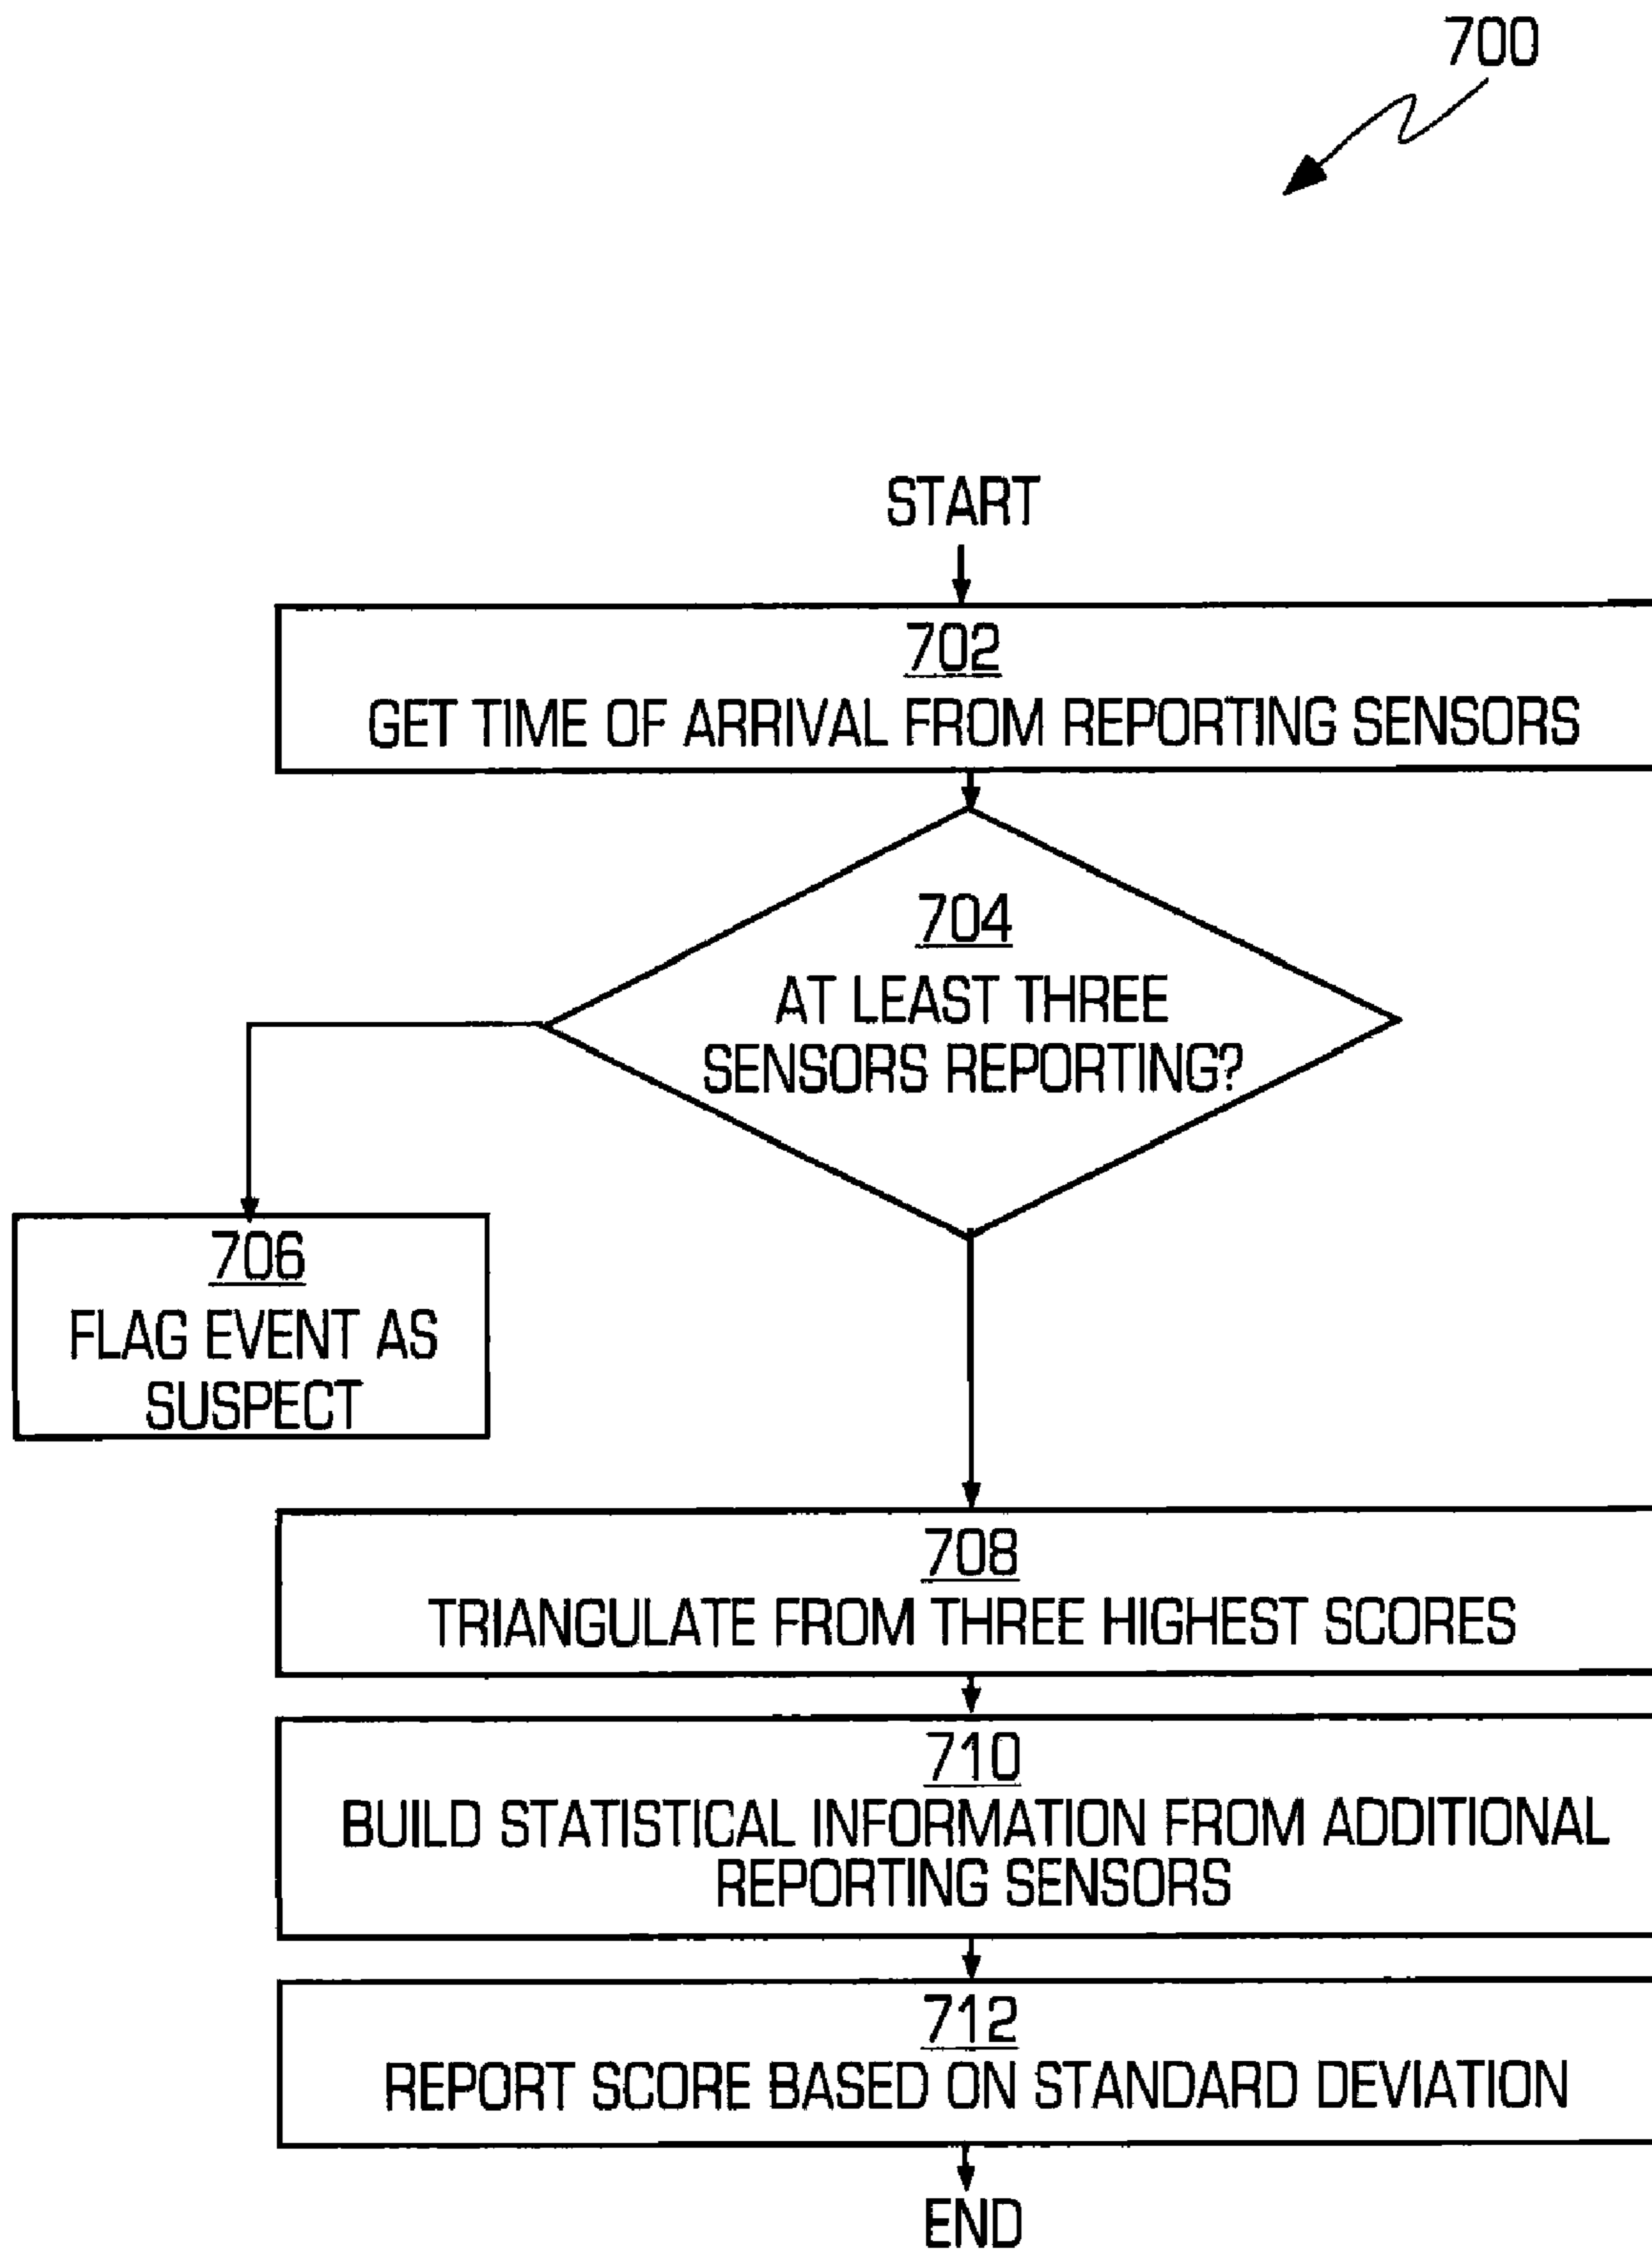 700
START
702
GET TIME OF ARRIVAL FROM REPORTING SENSORS
704
AT LEAST THREE
SENSORS REPORTING?
706
FLAG EVENT AS
SUSPECT
708
TRIANGULATE FROM THREE HIGHEST SCORES
710
BUILD STATISTICAL INFORMATION FROM ADDITIONAL
REPORTING SENSORS
712
REPORT SCORE BASED ON STANDARD DEVIATION
END